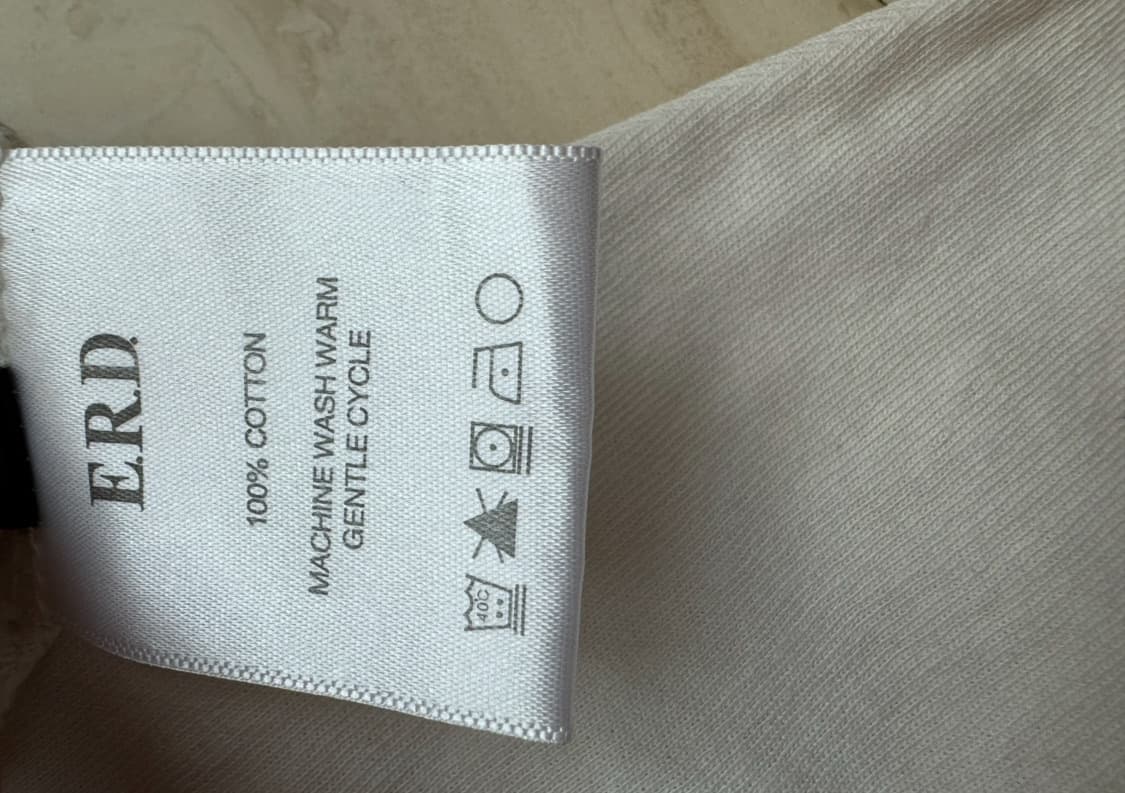 E.R.D.
100% COTTON
MACHINE WASH WARM
GENTLE CYCLE
40C